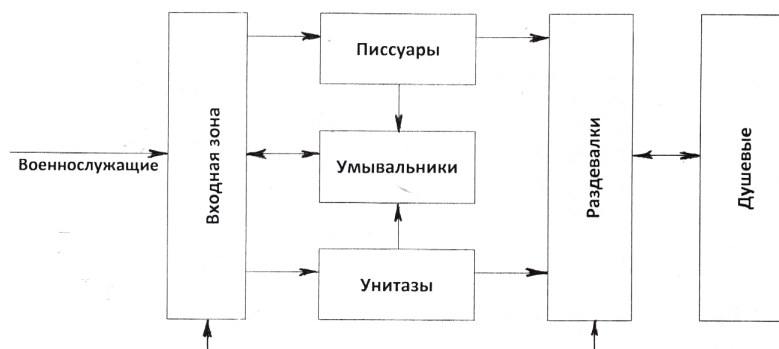 Писсуары
Военнослужащие
Входная зона
Умывальники
Раздевалки
Душевые
Унитазы